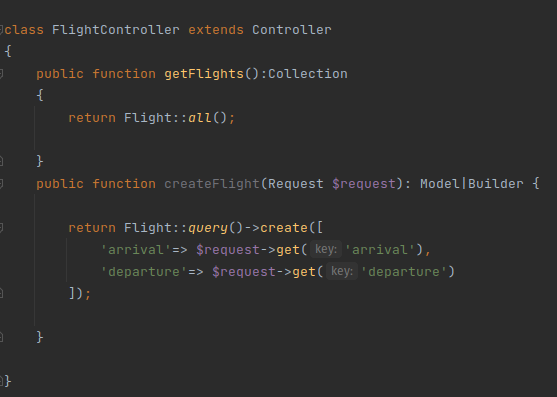 class FlightController extends Controller
{
public function getFlights():Collection
{
return Flight::all();
}
public function createFlight(Request $request): Model|Builder {
return Flight::query()->create([
'arrival'=> $request->get( key: 'arrival'),
'departure'=> $request->get( key: 'departure')
]);
}
}